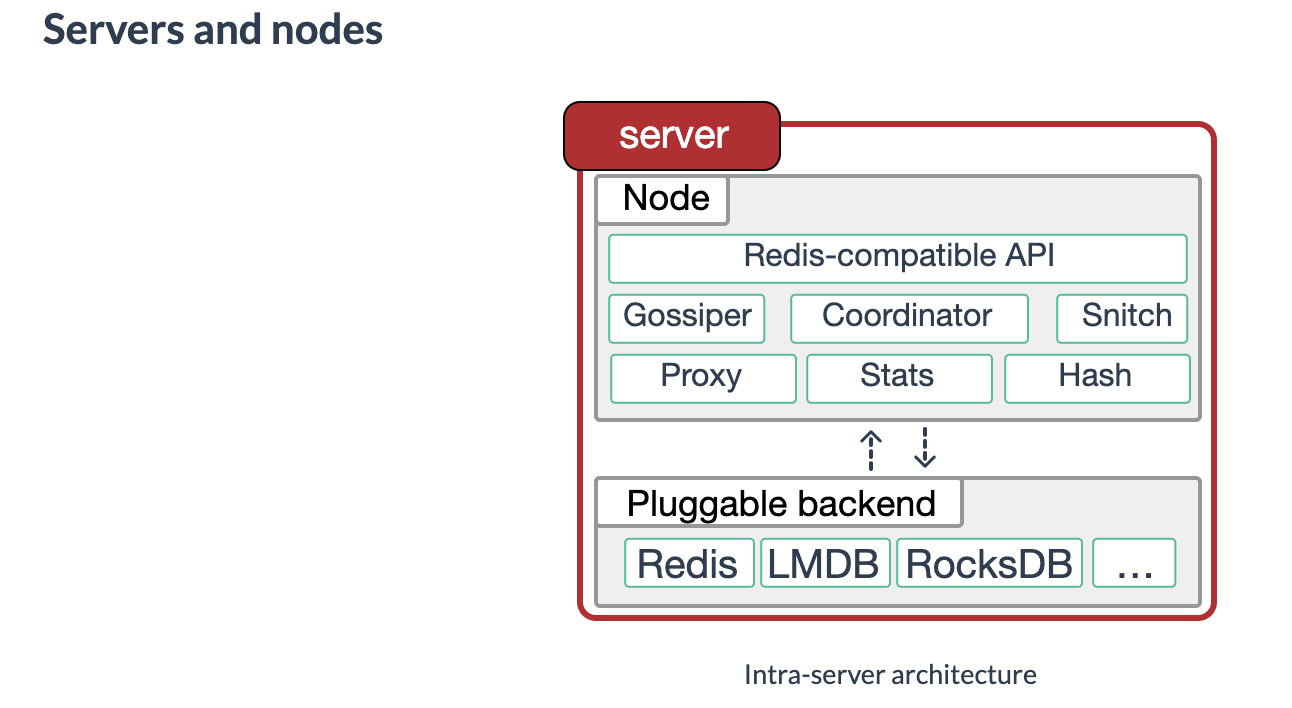 Servers and nodes
server
Node
Redis-compatible API
Gossiper Coordinator Snitch
Proxy Stats Hash
Pluggable backend
Redis LMDB RocksDB ...
Intra-server architecture